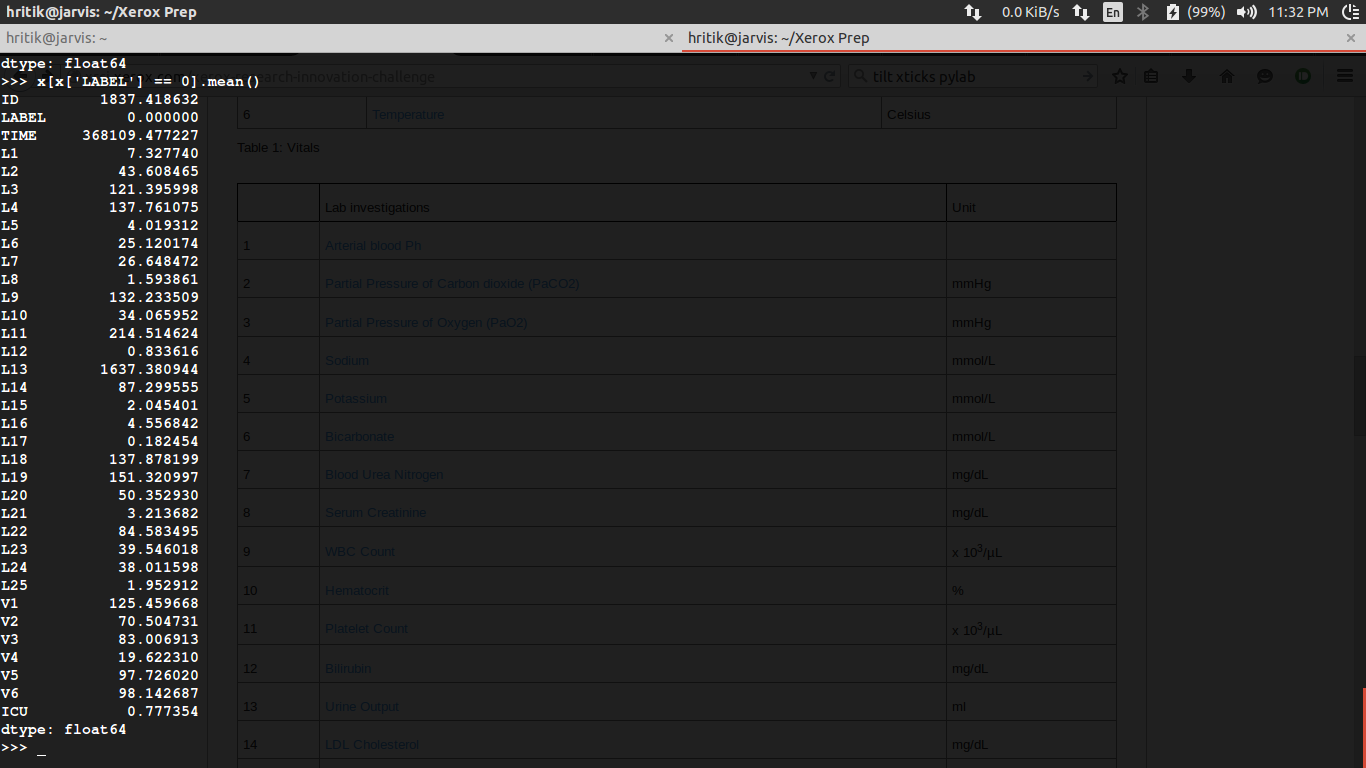 hritik@jarvis: ~/Xerox Prep
0.0 KiB/s En (99%) 11:32 PM
hritik@jarvis: ~ × hritik@jarvis: ~/Xerox Prep ×
dtype: float64
arch-innovation-challenge tilt xticks pylab
>>> x[x['LABEL'] == 0].mean()
ID 1837.418632
LABEL 0.000000
TIME 368109.477227
L1 7.327740
L2 43.608465
L3 121.395998
L4 137.761075
L5 4.019312
L6 25.120174
L7 26.648472
L8 1.593861
L9 132.233509
L10 34.065952
L11 214.514624
L12 0.833616
L13 1637.380944
L14 87.299555
L15 2.045401
L16 4.556842
L17 0.182454
L18 137.878199
L19 151.320997
L20 50.352930
L21 3.213682
L22 84.583495
L23 39.546018
L24 38.011598
L25 1.952912
V1 125.459668
V2 70.504731
V3 83.006913
V4 19.622310
V5 97.726020
V6 98.142687
ICU 0.777354
dtype: float64
>>> _
6 Temperature Celsius
Table 1: Vitals
Lab investigations Unit
1 Arterial blood Ph
2 Partial Pressure of Carbon dioxide (PaCO2) mmHg
3 Partial Pressure of Oxygen (PaO2) mmHg
4 Sodium mmol/L
5 Potassium mmol/L
6 Bicarbonate mmol/L
7 Blood Urea Nitrogen mg/dL
8 Serum Creatinine mg/dL
9 WBC Count x 10³/µL
10 Hematocrit %
11 Platelet Count x 10³/µL
12 Bilirubin mg/dL
13 Urine Output ml
14 LDL Cholesterol mg/dL